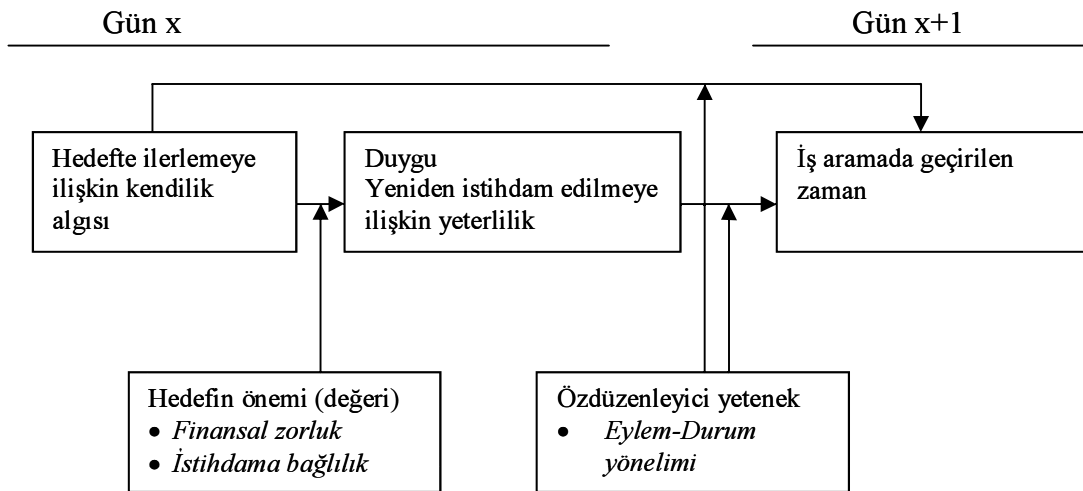 Gün x
Gün x+1
Hedefte ilerlemeye
ilişkin kendilik
algısı
Duygu
Yeniden istihdam edilmeye
ilişkin yeterlilik
İş aramada geçirilen
zaman
Hedefin önemi (değeri)
• Finansal zorluk
• İstihdama bağlılık
Özdüzenleyici yetenek
• Eylem-Durum
yönelimi